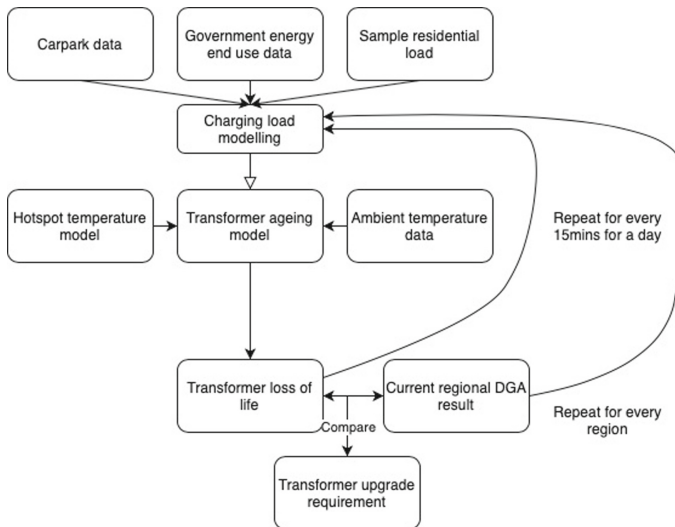 Carpark data
Government energy
end use data
Sample residential
load
Charging load
modelling
Hotspot temperature
model
Transformer ageing
model
Ambient temperature
data
Repeat for every
15mins for a day
Transformer loss of
life
Current regional DGA
result
Compare
Repeat for every
region
Transformer upgrade
requirement